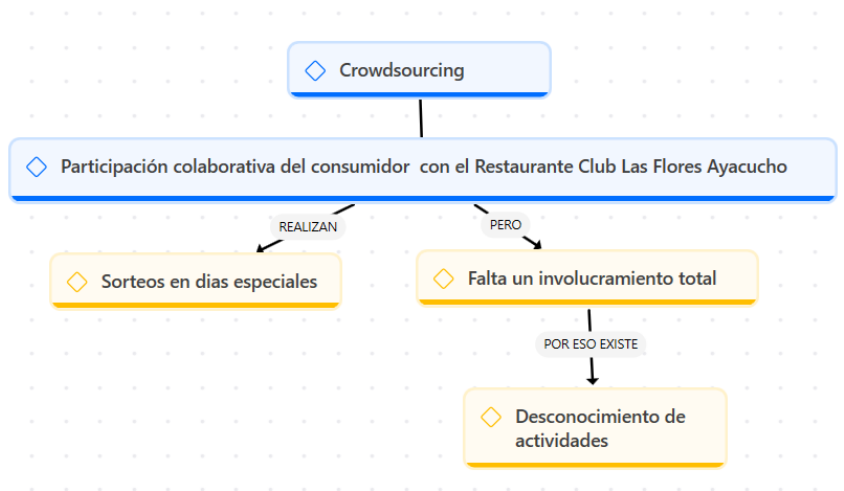 Crowdsourcing
Participación colaborativa del consumidor con el Restaurante Club Las Flores Ayacucho
REALIZAN
PERO
Sorteos en dias especiales
Falta un involucramiento total
POR ESO EXISTE
Desconocimiento de
actividades